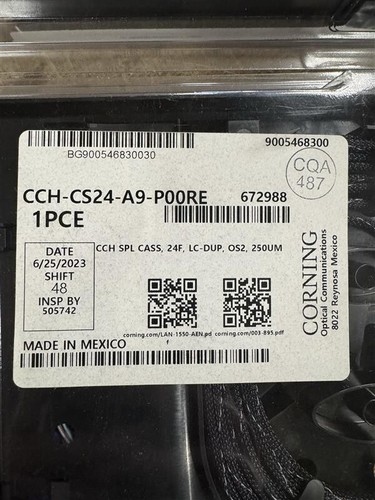 9005468300
BG900546830030
CQA
487
CCH-CS24-A9-P00RE 672988
1PCE
DATE
6/25/2023
SHIFT
48
INSP BY
505742
CCH SPL CASS, 24F, LC-DUP, OS2, 250UM
corning.com/LAN-1550-AEN.pd corning.com/003-895.pdf
CORNING
Optical Communications
8022 Reynosa Mexico
MADE IN MEXICO